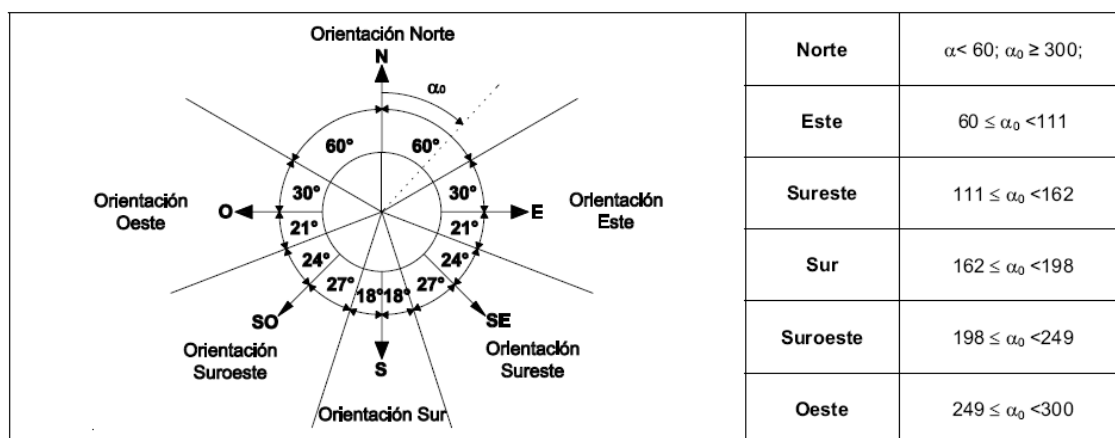 Orientación Norte
N
α₀
60°
60°
30°
30°
Orientación
Oeste
O
E
Orientación
Este
21°
21°
24°
24°
27°
18°
18°
27°
SO
SE
Orientación
Suroeste
S
Orientación
Sureste
Orientación Sur
Norte
α< 60; α₀ ≥ 300;
Este
60 ≤ α₀ <111
Sureste
111 ≤ α₀ <162
Sur
162 ≤ α₀ <198
Suroeste
198 ≤ α₀ <249
Oeste
249 ≤ α₀ <300